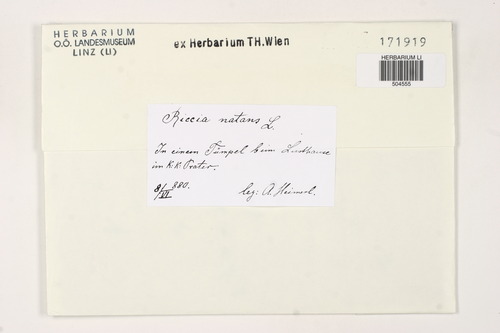 HERBARIUM
O.Ö. LANDESMUSEUM
LINZ (LI)
ex Herbarium TH.Wien
171919
HERBARIUM LI
504555
Riccia natans L.
In einem Tümpel beim Lusthause
im k.k. Prater.
8/VI 880.
leg: A. Heimerl.